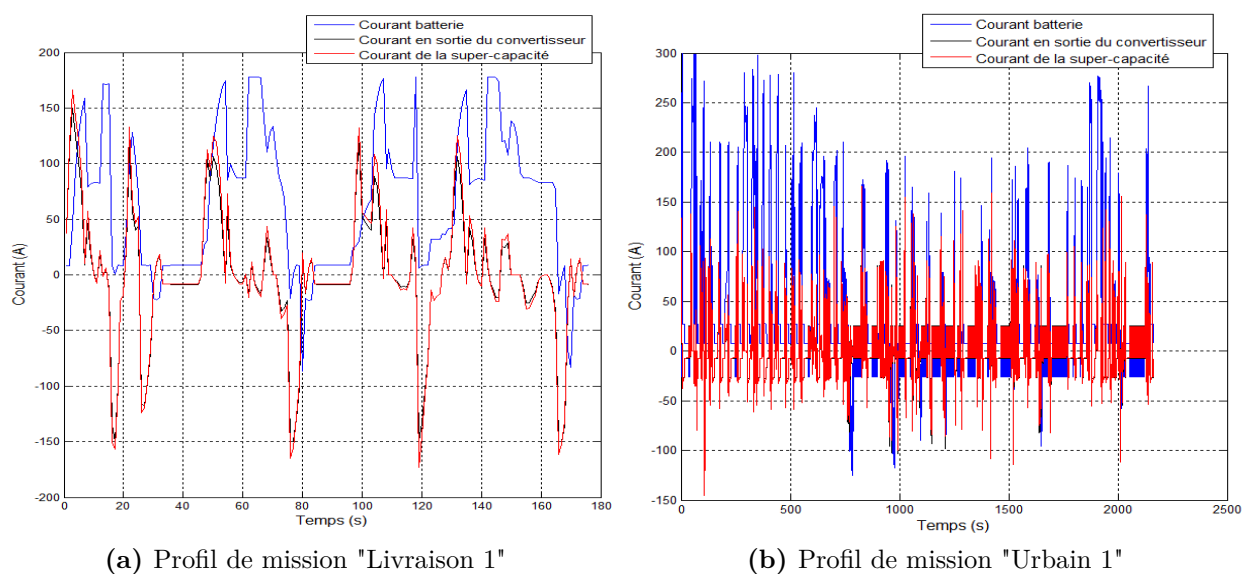 Courant batterie
Courant en sortie du convertisseur
Courant de la super-capacité
200
150
100
50
0
-50
-100
-150
-200
Courant (A)
0 20 40 60 80 100 120 140 160 180
Temps (s)
(a) Profil de mission "Livraison 1"
Courant batterie
Courant en sortie du convertisseur
Courant de la super-capacité
300
250
200
150
100
50
0
-50
-100
-150
Courant (A)
0 500 1000 1500 2000 2500
Temps (s)
(b) Profil de mission "Urbain 1"